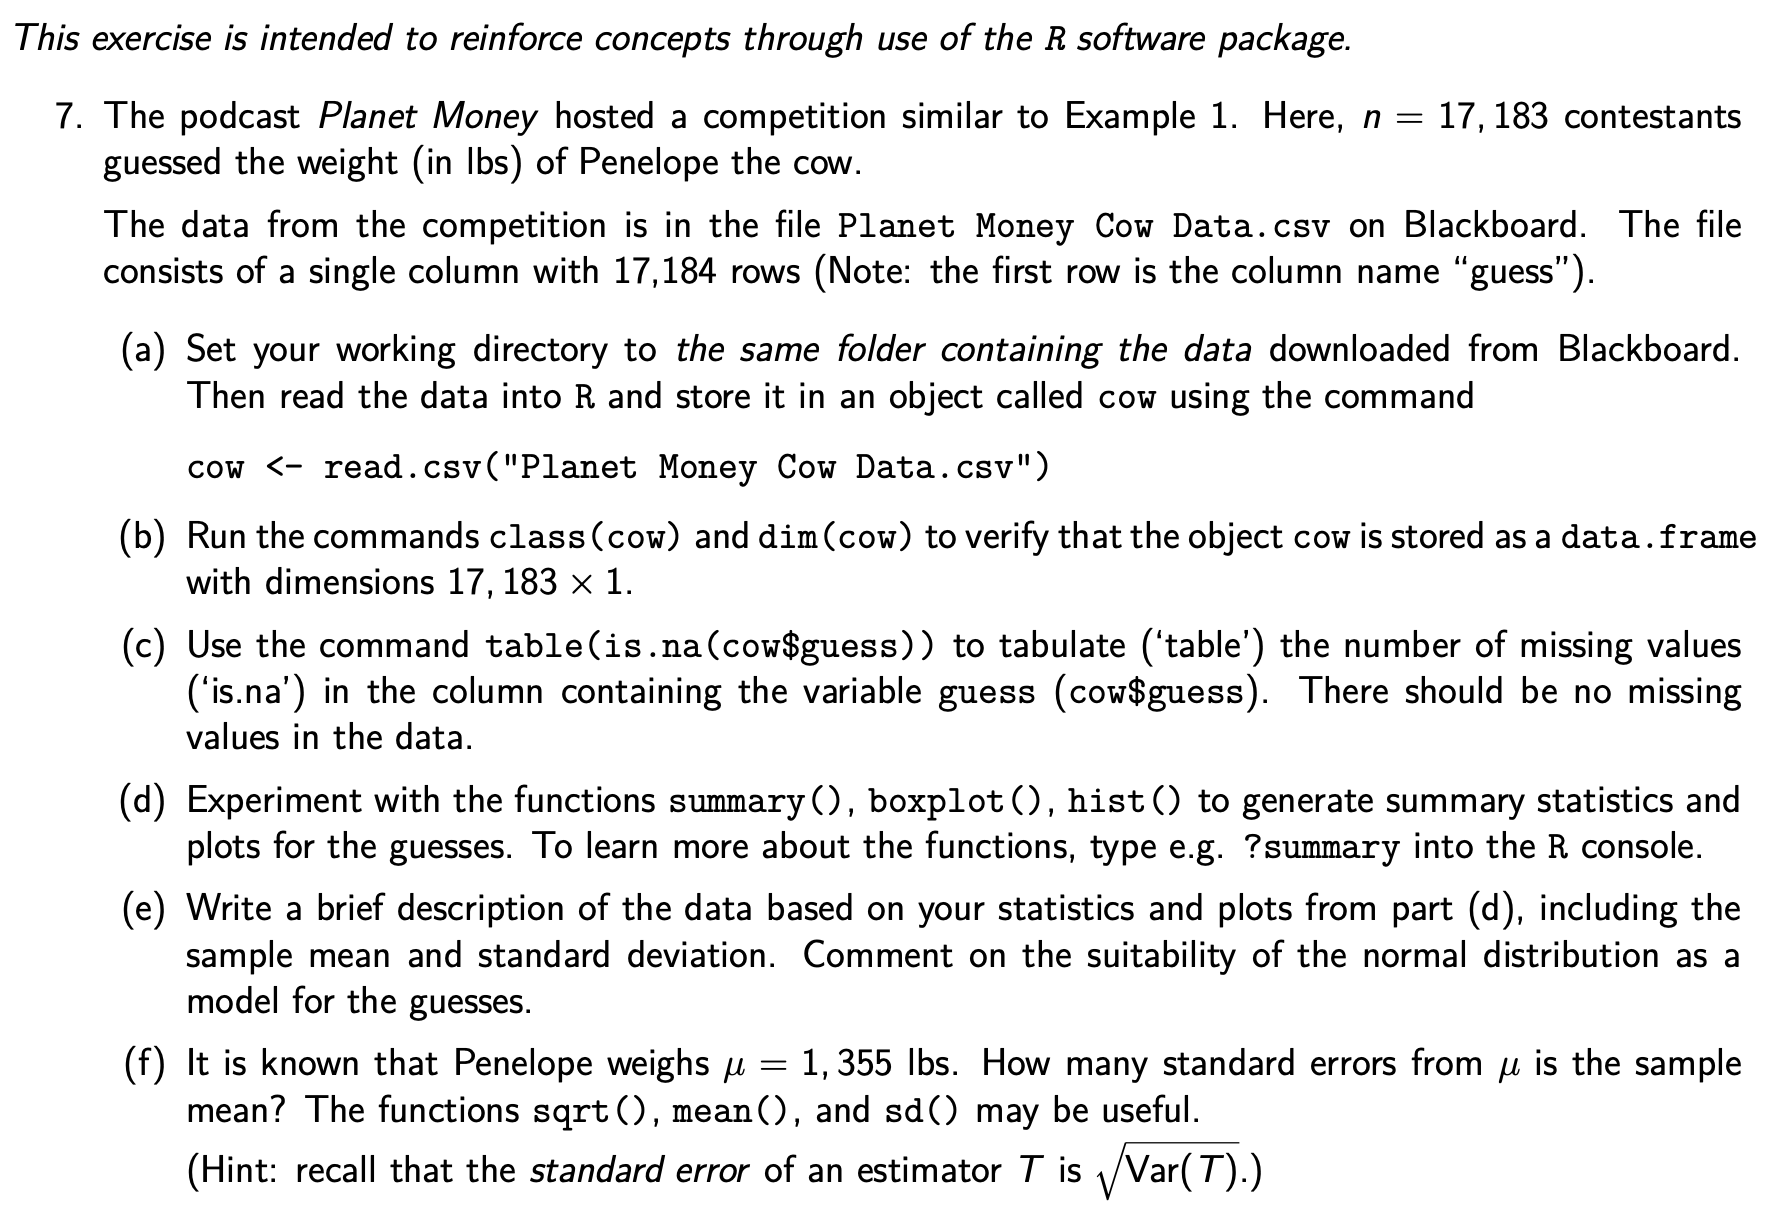 This exercise is intended to reinforce concepts through use of the R software package.
7. The podcast Planet Money hosted a competition similar to Example 1. Here, n = 17, 183 contestants
guessed the weight (in lbs) of Penelope the cow.
The data from the competition is in the file Planet Money Cow Data.csv on Blackboard. The file
consists of a single column with 17,184 rows (Note: the first row is the column name “guess”).
(a) Set your working directory to the same folder containing the data downloaded from Blackboard.
Then read the data into R and store it in an object called cow using the command
cow <- read.csv("Planet Money Cow Data.csv")
(b) Run the commands class(cow) and dim(cow) to verify that the object cow is stored as a data.frame
with dimensions 17, 183 × 1.
(c) Use the command table(is.na(cow$guess)) to tabulate (‘table’) the number of missing values
(‘is.na’) in the column containing the variable guess (cow$guess). There should be no missing
values in the data.
(d) Experiment with the functions summary(), boxplot(), hist() to generate summary statistics and
plots for the guesses. To learn more about the functions, type e.g. ?summary into the R console.
(e) Write a brief description of the data based on your statistics and plots from part (d), including the
sample mean and standard deviation. Comment on the suitability of the normal distribution as a
model for the guesses.
(f) It is known that Penelope weighs μ = 1, 355 lbs. How many standard errors from μ is the sample
mean? The functions sqrt(), mean(), and sd() may be useful.
(Hint: recall that the standard error of an estimator T is √Var(T).)